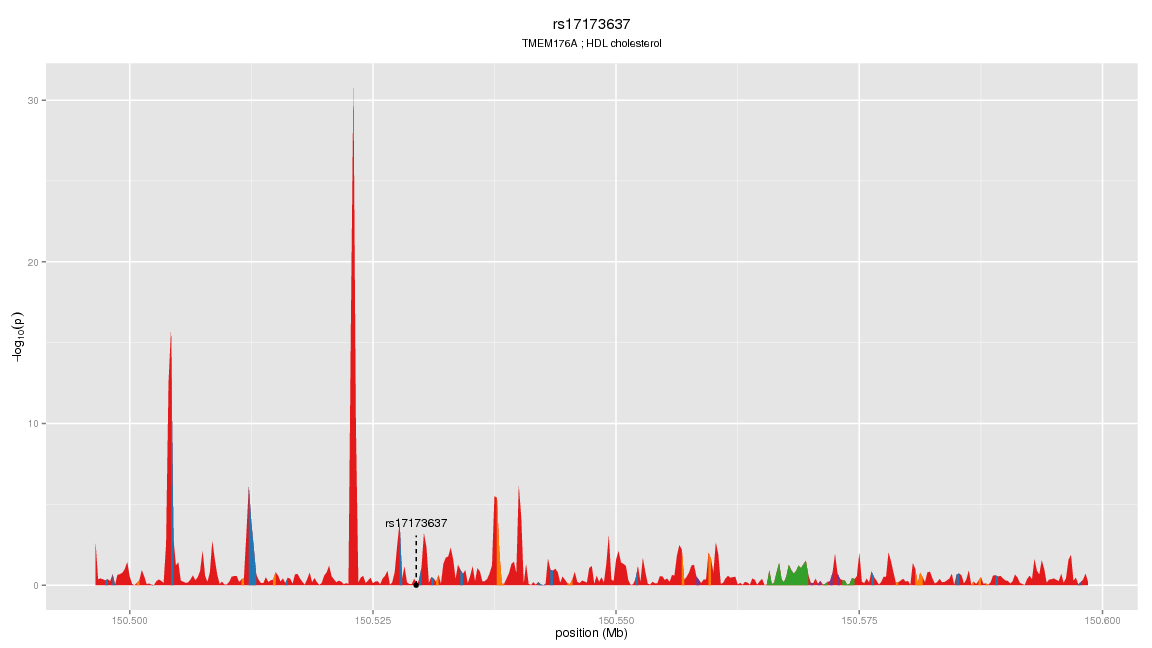 rs17173637
TMEM176A ; HDL cholesterol
30
20
10
0
−log10(p)
rs17173637
150.500
150.525
150.550
150.575
150.600
position (Mb)